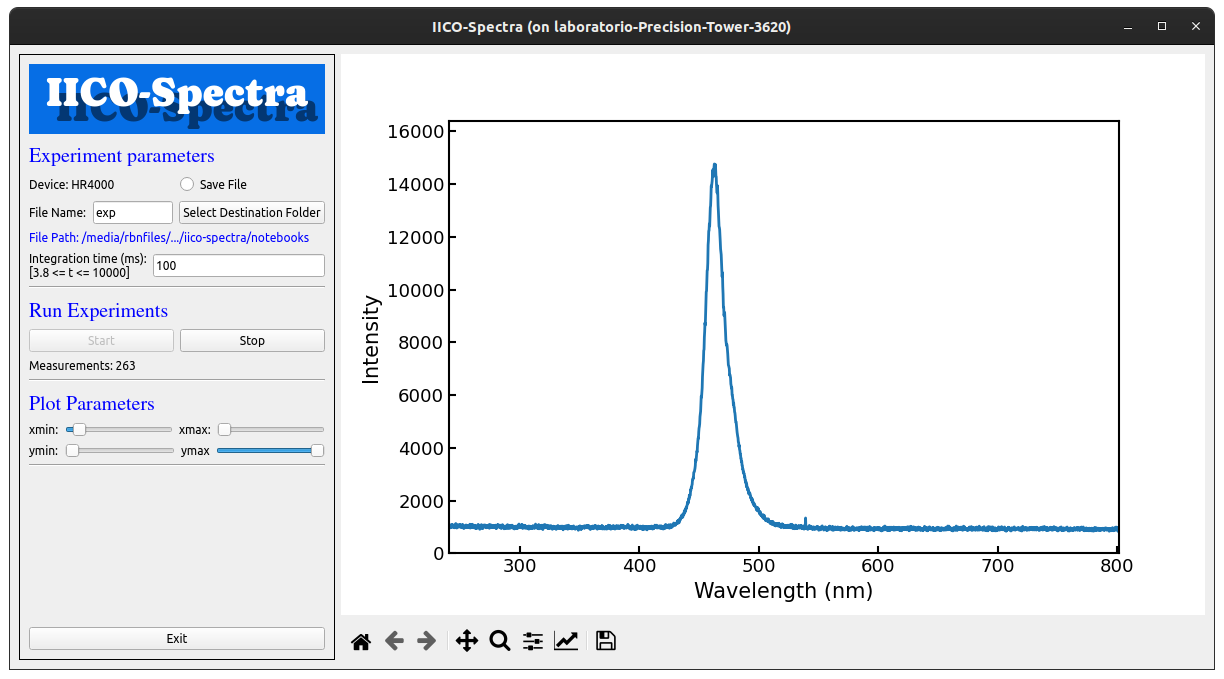 IICO-Spectra (on laboratorio-Precision-Tower-3620)
IICO-Spectra
Experiment parameters
Device: HR4000 Save File
File Name: exp Select Destination Folder
File Path: /media/rbnfiles/.../iico-spectra/notebooks
Integration time (ms):
[3.8 <= t <= 10000] 100
Run Experiments
Start Stop
Measurements: 263
Plot Parameters
xmin: xmax:
ymin: ymax
Exit
16000
14000
12000
10000
8000
6000
4000
2000
0
Intensity
300 400 500 600 700 800
Wavelength (nm)